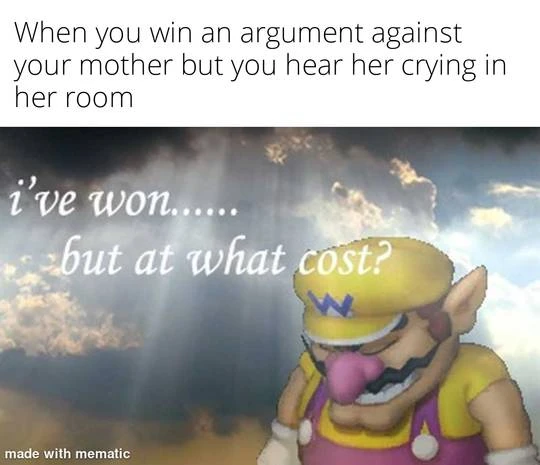 When you win an argument against
your mother but you hear her crying in
her room
i've won......
but at what cost?
W
made with mematic